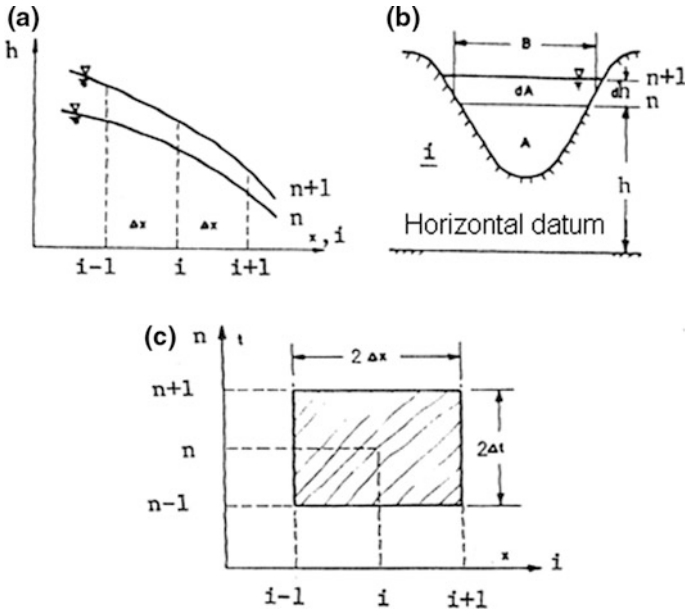 (a)
h
n+1
n
x, i
Δx Δx
i-1 i i+1
(b)
B
n+1
dA dh
n
A
i
h
Horizontal datum
(c)
n t
2 Δx
n+1
n 2Δt
n-1
x i
i-1 i i+1